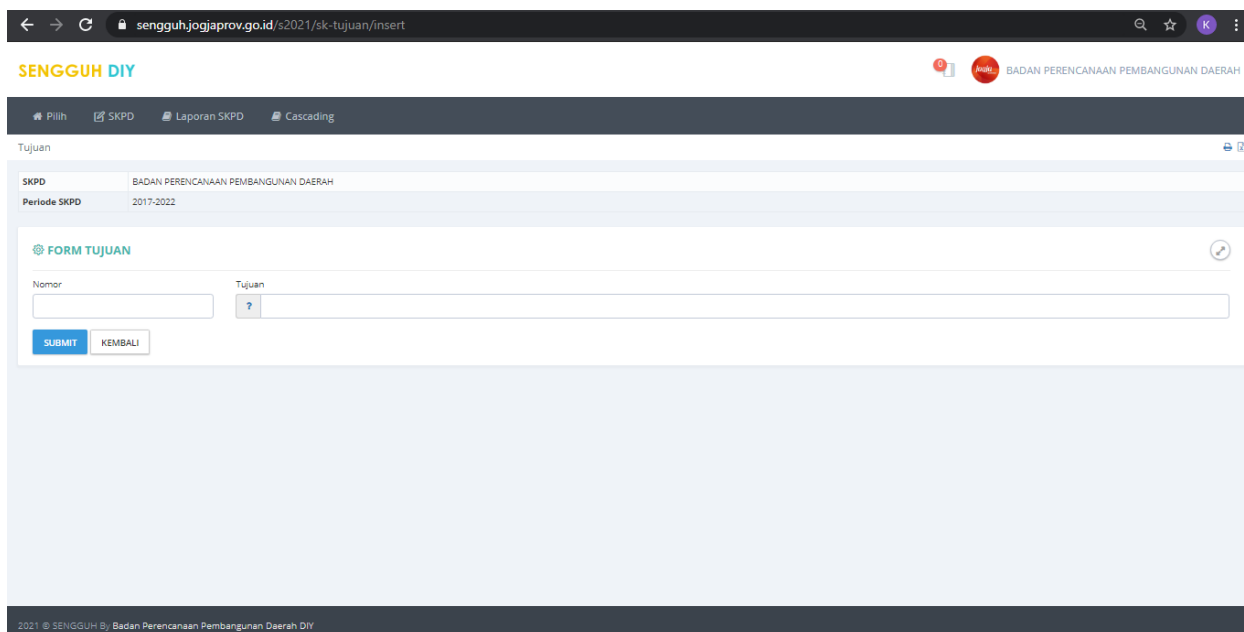 sengguh.jogjaprov.go.id/s2021/sk-tujuan/insert
K
SENGGUH DIY
0
Jogja
BADAN PERENCANAAN PEMBANGUNAN DAERAH
Pilih SKPD Laporan SKPD Cascading
Tujuan
SKPD BADAN PERENCANAAN PEMBANGUNAN DAERAH
Periode SKPD 2017-2022
FORM TUJUAN
Nomor Tujuan
?
SUBMIT KEMBALI
2021 © SENGGUH By Badan Perencanaan Pembangunan Daerah DIY